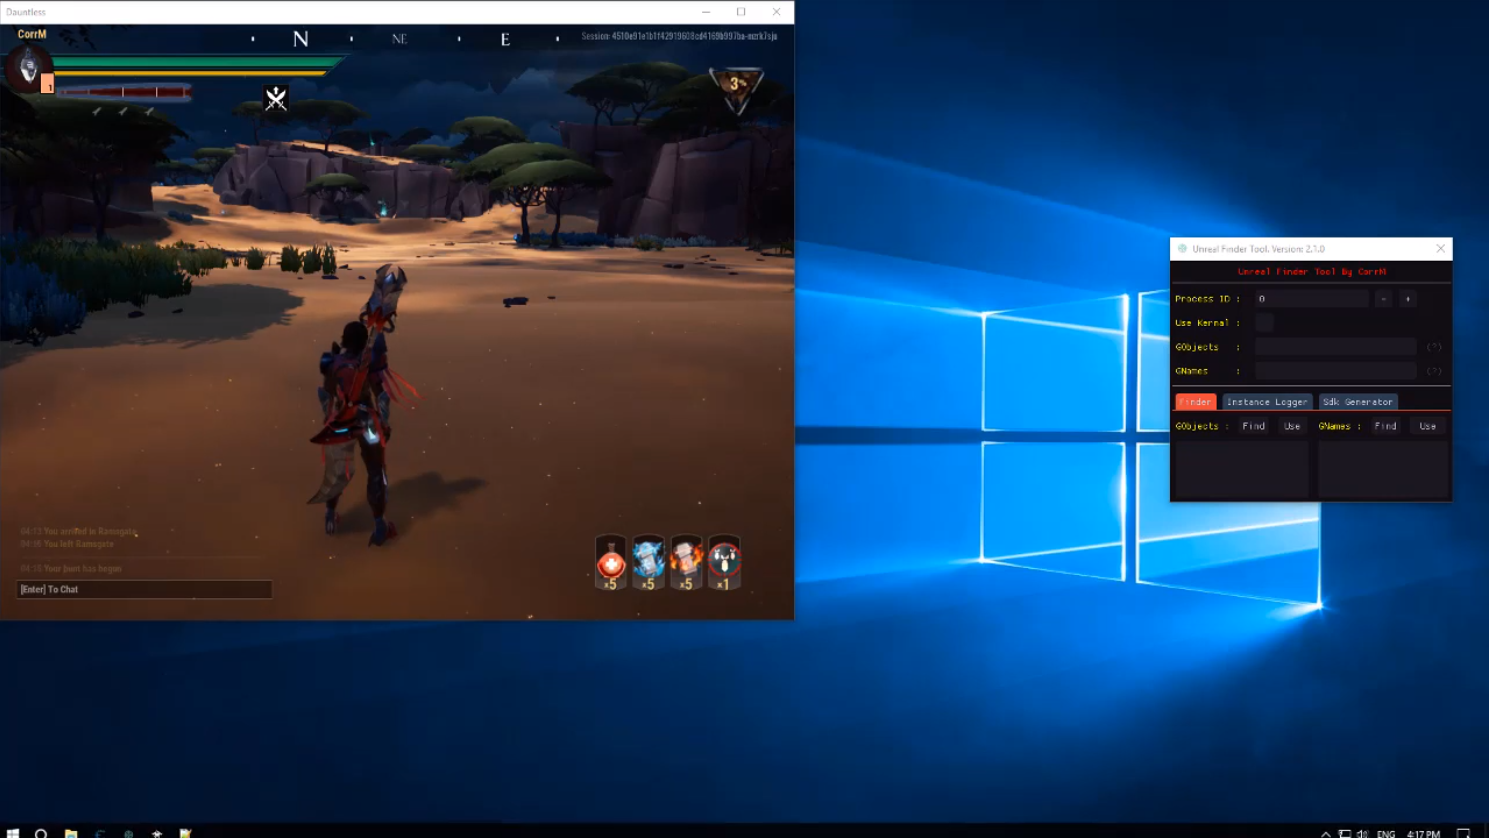 Dauntless
CorrM
N
NE
E
1
3%
04:13 You arrived in Ramsgate.
04:15 You left Ramsgate
04:15 Your hunt has begun
[Enter] To Chat
x5
x5
x5
x1
Unreal Finder Tool. Version: 2.1.0
Unreal Finder Tool By CorrM
Process ID : 0 - +
Use Kernal :
GObjects : (?)
GNames : (?)
Finder Instance Logger Sdk Generator
GObjects : Find Use GNames : Find Use
ENG 4:17 PM